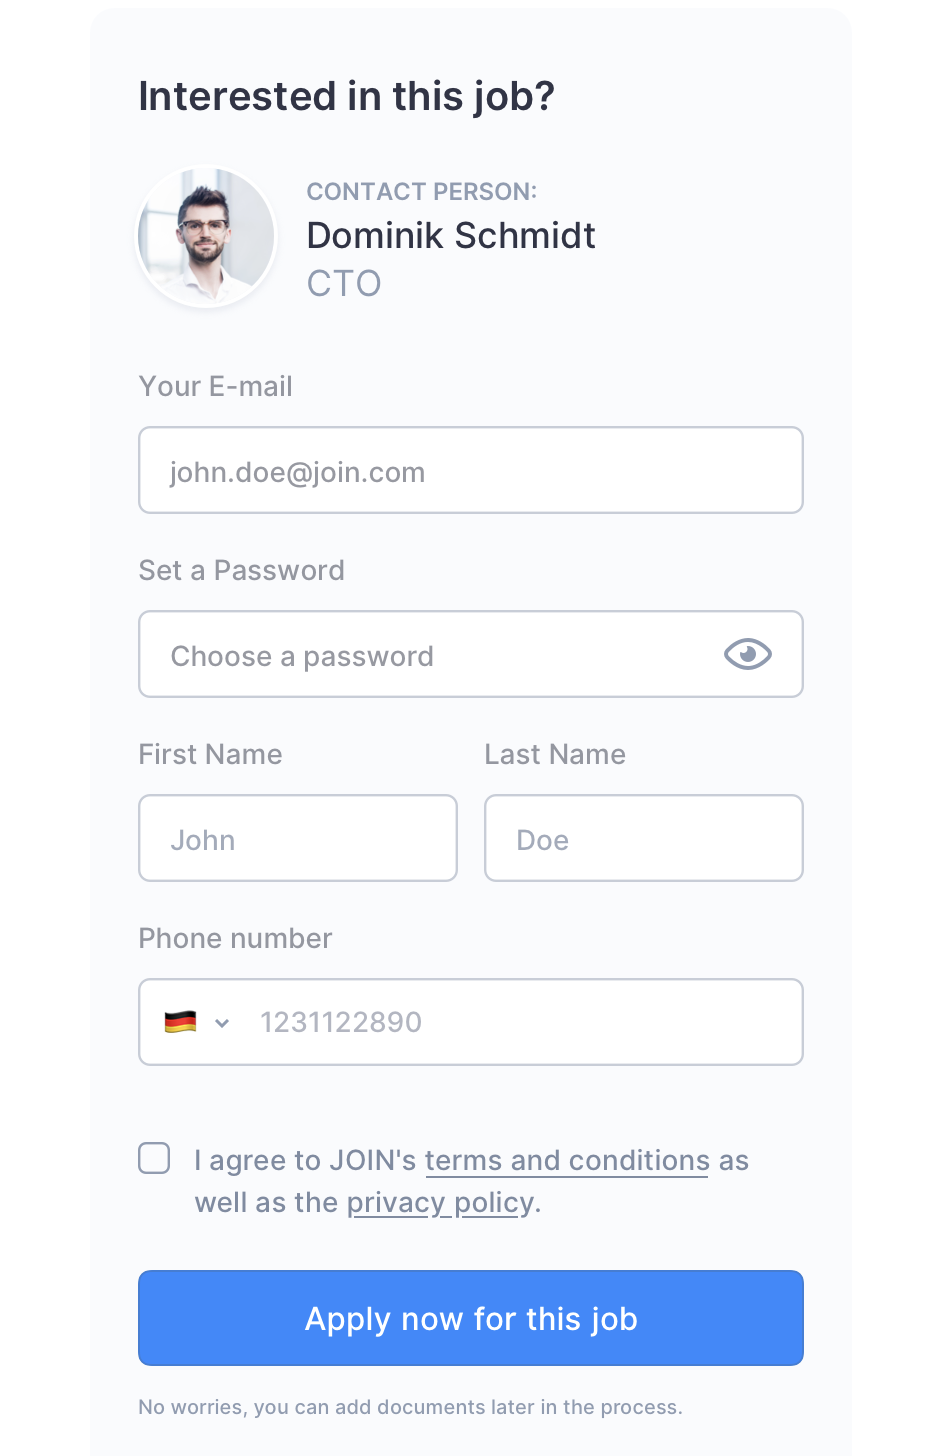 Interested in this job?
CONTACT PERSON:
Dominik Schmidt
CTO
Your E-mail
john.doe@join.com
Set a Password
Choose a password
First Name
Last Name
John
Doe
Phone number
1231122890
I agree to JOIN's terms and conditions as
well as the privacy policy.
Apply now for this job
No worries, you can add documents later in the process.